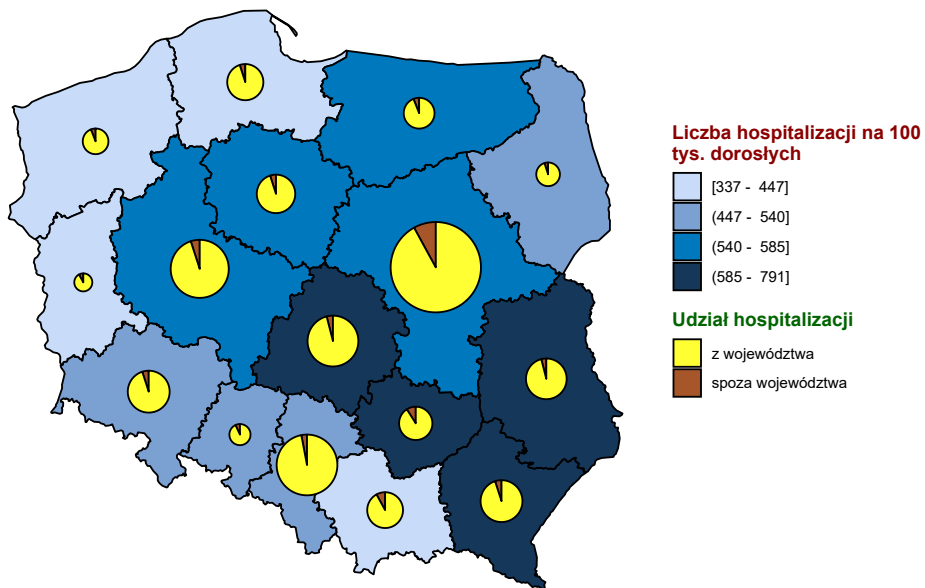 Liczba hospitalizacji na 100
tys. dorosłych
[337 - 447]
(447 - 540]
(540 - 585]
(585 - 791]
Udział hospitalizacji
z województwa
spoza województwa